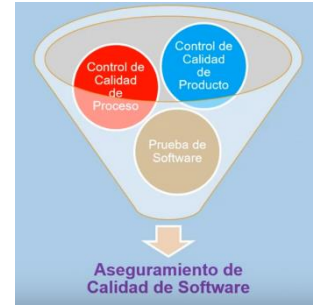 Control de
Calidad
de
Proceso
Control de
Calidad
de
Producto
Prueba de
Software
Aseguramiento de
Calidad de Software